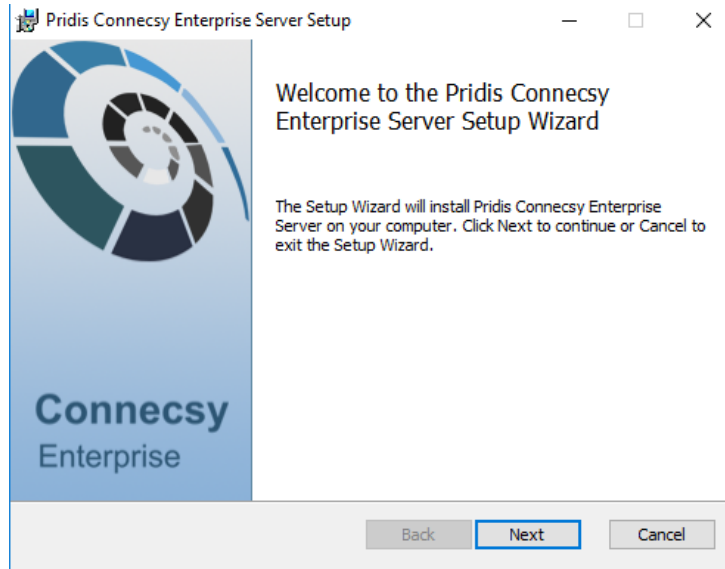 Pridis Connecsy Enterprise Server Setup
Welcome to the Pridis Connecsy
Enterprise Server Setup Wizard
The Setup Wizard will install Pridis Connecsy Enterprise
Server on your computer. Click Next to continue or Cancel to
exit the Setup Wizard.
Connecsy
Enterprise
Back
Next
Cancel